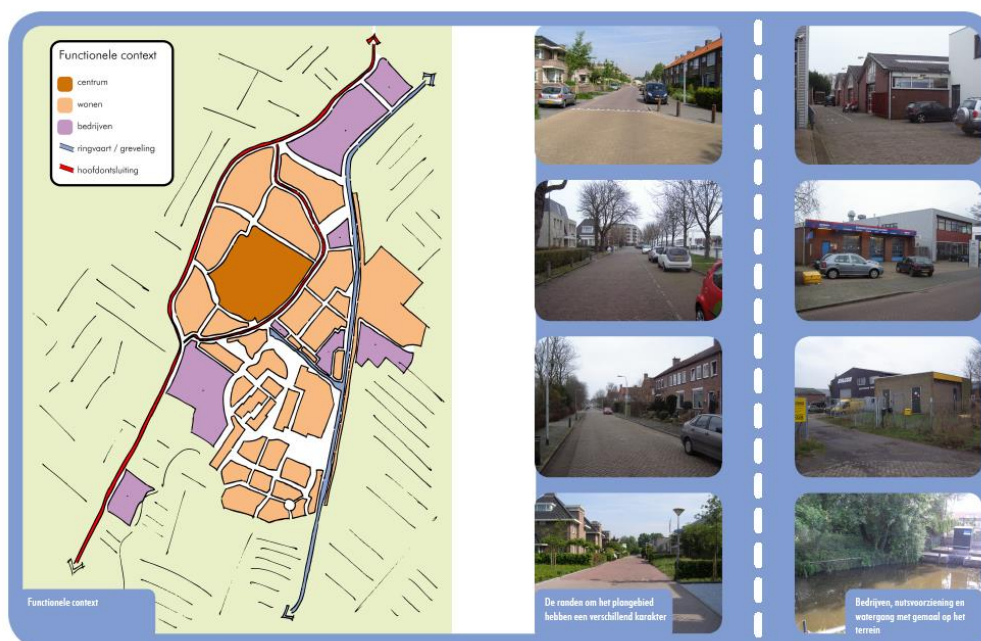 Functionele context
centrum
wonen
bedrijven
ringvaart / greveling
hoofdontsluiting
Functionele context
De randen om het plangebied
hebben een verschillend karakter
Bedrijven, nutsvoorziening en
watergang met gemaal op het
terrein